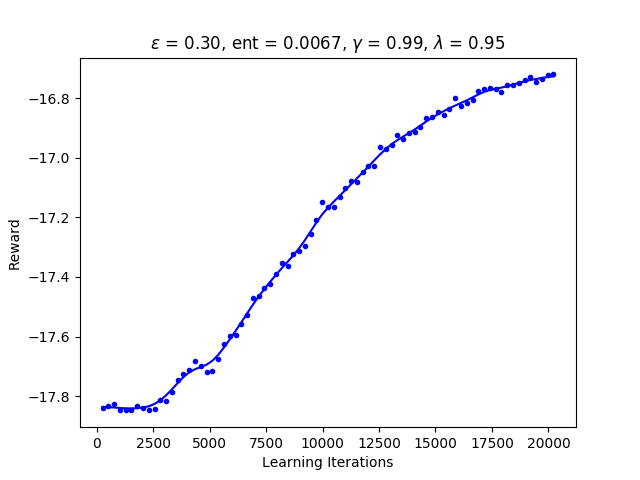 ε = 0.30, ent = 0.0067, γ = 0.99, λ = 0.95
Reward
−16.8
−17.0
−17.2
−17.4
−17.6
−17.8
0 2500 5000 7500 10000 12500 15000 17500 20000
Learning Iterations